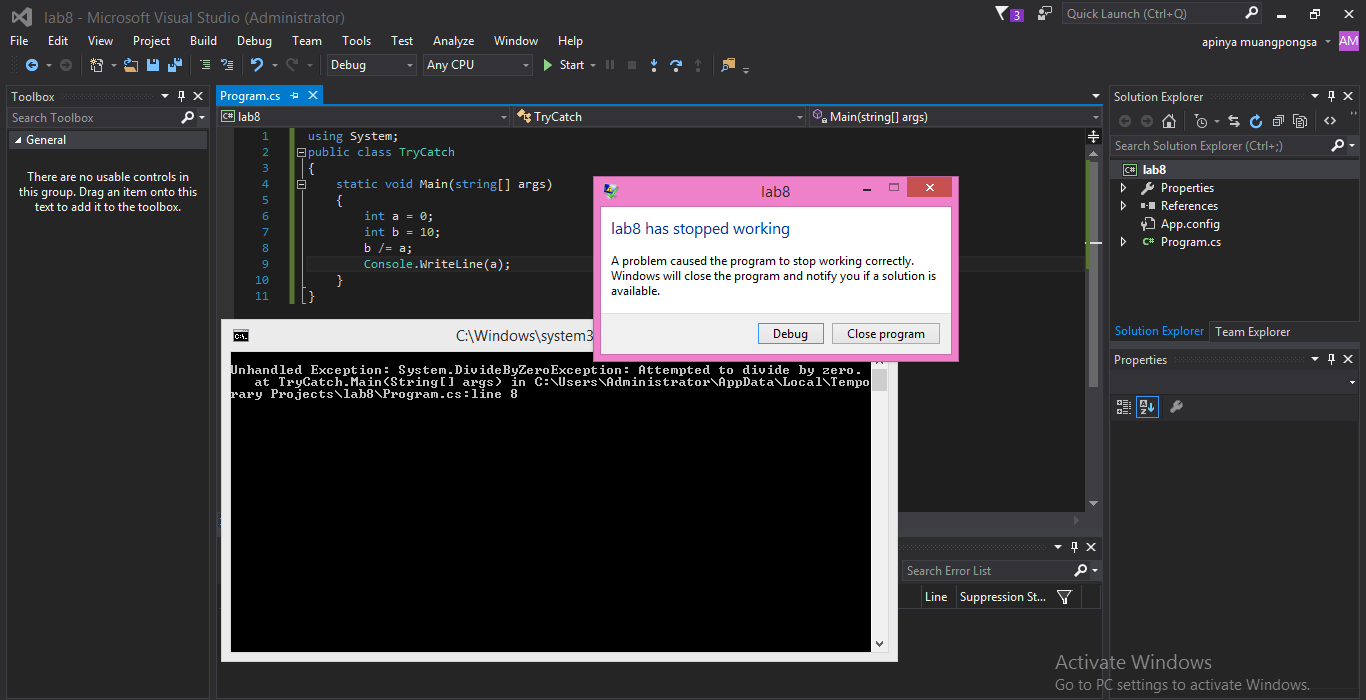 lab8 - Microsoft Visual Studio (Administrator)
3
Quick Launch (Ctrl+Q)
File Edit View Project Build Debug Team Tools Test Analyze Window Help
apinya muangpongsa AM
Debug Any CPU Start
Toolbox
Search Toolbox
General
There are no usable controls in
this group. Drag an item onto this
text to add it to the toolbox.
Program.cs
C# lab8 TryCatch Main(string[] args)
1 using System;
2 public class TryCatch
3 {
4 static void Main(string[] args)
5 {
6 int a = 0;
7 int b = 10;
8 b /= a;
9 Console.WriteLine(a);
10 }
11 }
lab8
lab8 has stopped working
A problem caused the program to stop working correctly.
Windows will close the program and notify you if a solution is
available.
Debug Close program
C:\Windows\system3
Unhandled Exception: System.DivideByZeroException: Attempted to divide by zero.
at TryCatch.Main(String[] args) in C:\Users\Administrator\AppData\Local\Tempo
rary Projects\lab8\Program.cs:line 8
Search Error List
Line Suppression St...
Solution Explorer
Search Solution Explorer (Ctrl+;)
C# lab8
Properties
References
App.config
C# Program.cs
Solution Explorer Team Explorer
Properties
Activate Windows
Go to PC settings to activate Windows.